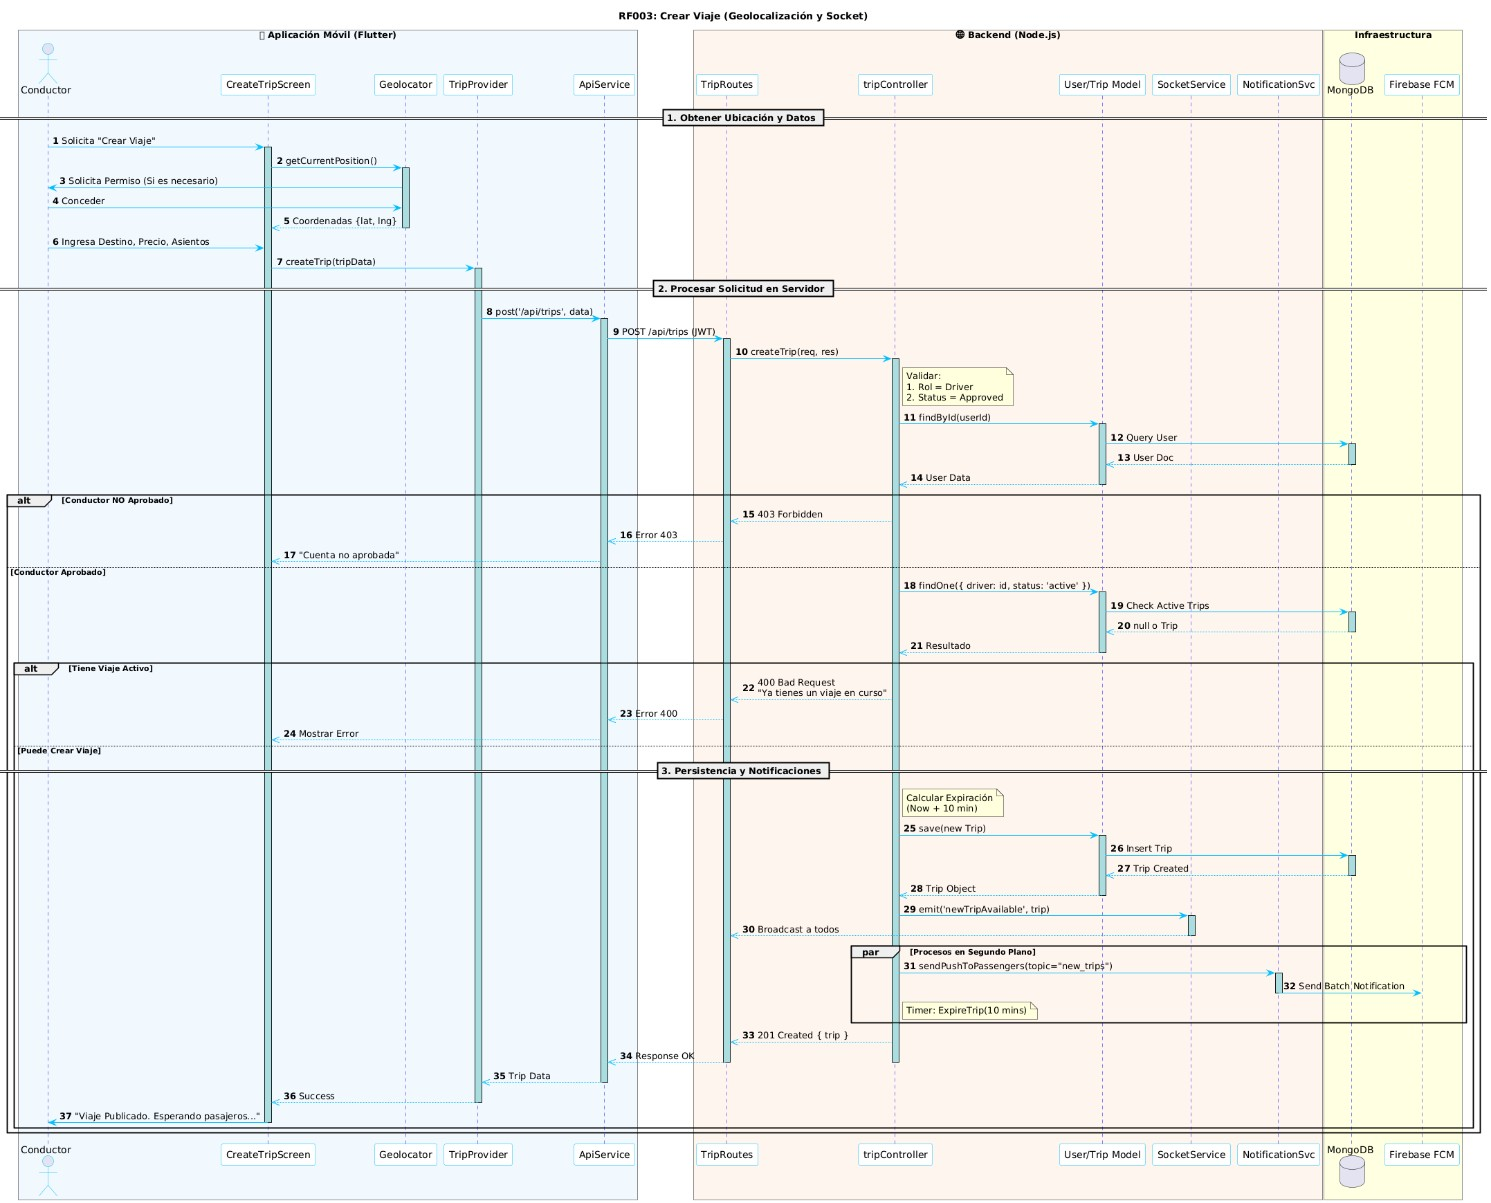 RF003: Crear Viaje (Geolocalización y Socket)
Aplicación Móvil (Flutter)
Backend (Node.js)
Infraestructura
Conductor
CreateTripScreen
Geolocator
TripProvider
ApiService
TripRoutes
tripController
User/Trip Model
SocketService
NotificationSvc
MongoDB
Firebase FCM
1. Obtener Ubicación y Datos
1 Solicita "Crear Viaje"
2 getCurrentPosition()
3 Solicita Permiso (Si es necesario)
4 Conceder
5 Coordenadas {lat, lng}
6 Ingresa Destino, Precio, Asientos
7 createTrip(tripData)
2. Procesar Solicitud en Servidor
8 post('/api/trips', data)
9 POST /api/trips (JWT)
10 createTrip(req, res)
Validar:
1. Rol = Driver
2. Status = Approved
11 findById(userId)
12 Query User
13 User Doc
14 User Data
alt [Conductor NO Aprobado]
15 403 Forbidden
16 Error 403
17 "Cuenta no aprobada"
[Conductor Aprobado]
18 findOne({ driver: id, status: 'active' })
19 Check Active Trips
20 null o Trip
21 Resultado
alt [Tiene Viaje Activo]
22 400 Bad Request
"Ya tienes un viaje en curso"
23 Error 400
24 Mostrar Error
[Puede Crear Viaje]
3. Persistencia y Notificaciones
Calcular Expiración
(Now + 10 min)
25 save(new Trip)
26 Insert Trip
27 Trip Created
28 Trip Object
29 emit('newTripAvailable', trip)
30 Broadcast a todos
par [Procesos en Segundo Plano]
31 sendPushToPassengers(topic="new_trips")
32 Send Batch Notification
Timer: ExpireTrip(10 mins)
33 201 Created { trip }
34 Response OK
35 Trip Data
36 Success
37 "Viaje Publicado. Esperando pasajeros..."
Conductor
CreateTripScreen
Geolocator
TripProvider
ApiService
TripRoutes
tripController
User/Trip Model
SocketService
NotificationSvc
MongoDB
Firebase FCM